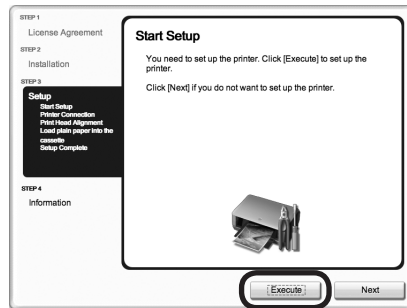 STEP 1
License Agreement
STEP 2
Installation
STEP 3
Setup
Start Setup
Printer Connection
Print Head Alignment
Load plain paper into the
cassette
Setup Complete
STEP 4
Information
Start Setup
You need to set up the printer. Click [Execute] to set up the
printer.
Click [Next] if you do not want to set up the printer.
Execute
Next